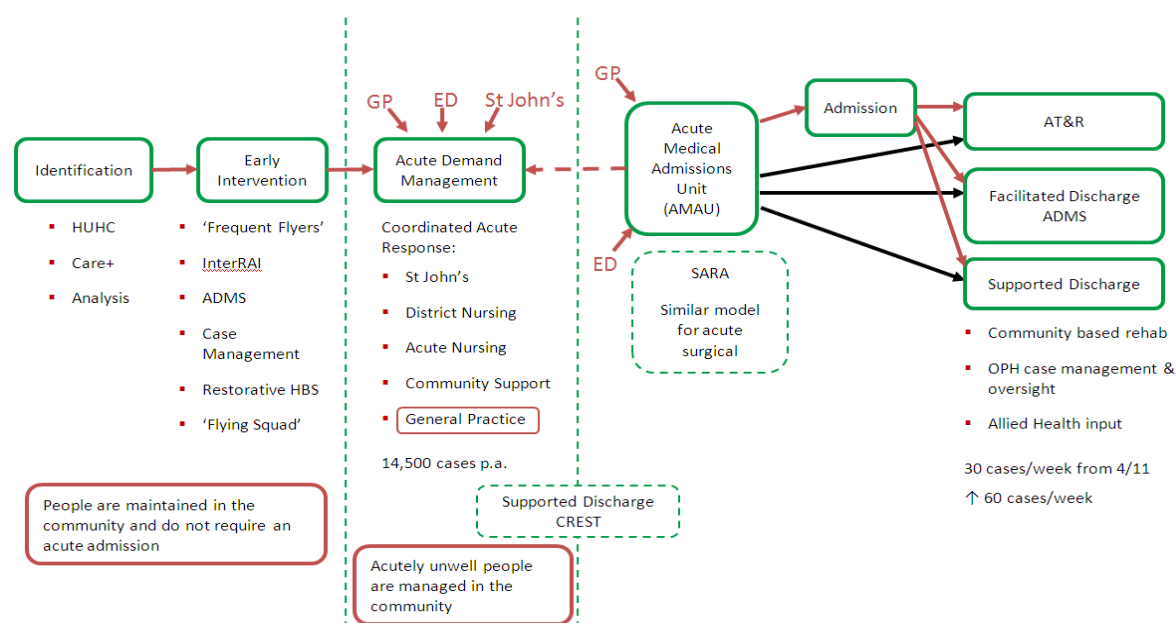 GP
ED
St John's
GP
Identification
Early
Intervention
Acute Demand
Management
Acute
Medical
Admissions
Unit
(AMAU)
Admission
AT&R
Facilitated Discharge
ADMS
Supported Discharge
ED
▪ HUHC
▪ Care+
▪ Analysis
▪ 'Frequent Flyers'
▪ InterRAI
▪ ADMS
▪ Case
Management
▪ Restorative HBS
▪ 'Flying Squad'
Coordinated Acute
Response:
▪ St John's
▪ District Nursing
▪ Acute Nursing
▪ Community Support
▪ General Practice
14,500 cases p.a.
SARA
Similar model
for acute
surgical
▪ Community based rehab
▪ OPH case management &
oversight
▪ Allied Health input
30 cases/week from 4/11
↑ 60 cases/week
People are maintained in the
community and do not require an
acute admission
Supported Discharge
CREST
Acutely unwell people
are managed in the
community